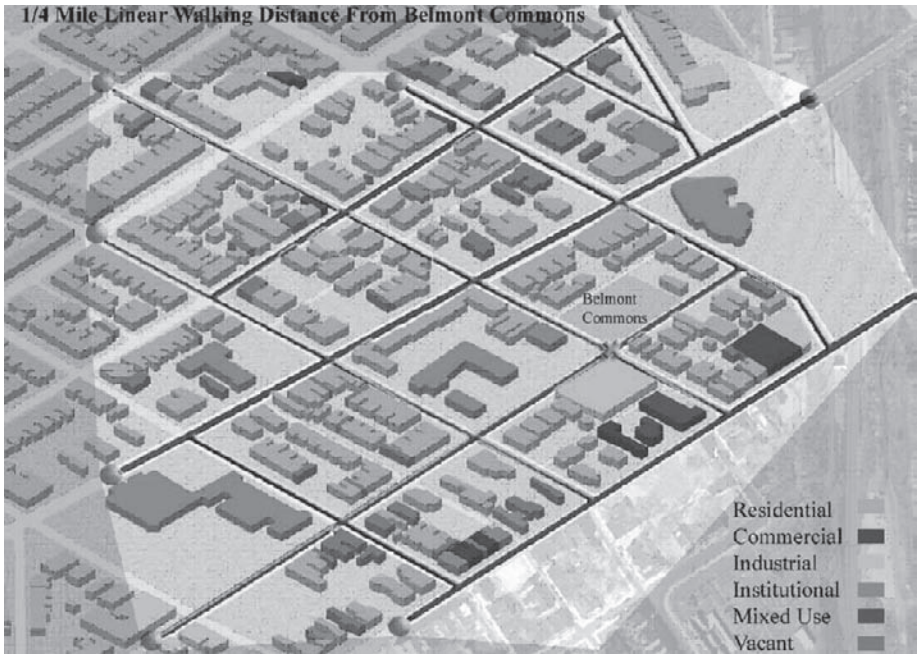 1/4 Mile Linear Walking Distance From Belmont Commons
Belmont
Commons
Residential
Commercial
Industrial
Institutional
Mixed Use
Vacant